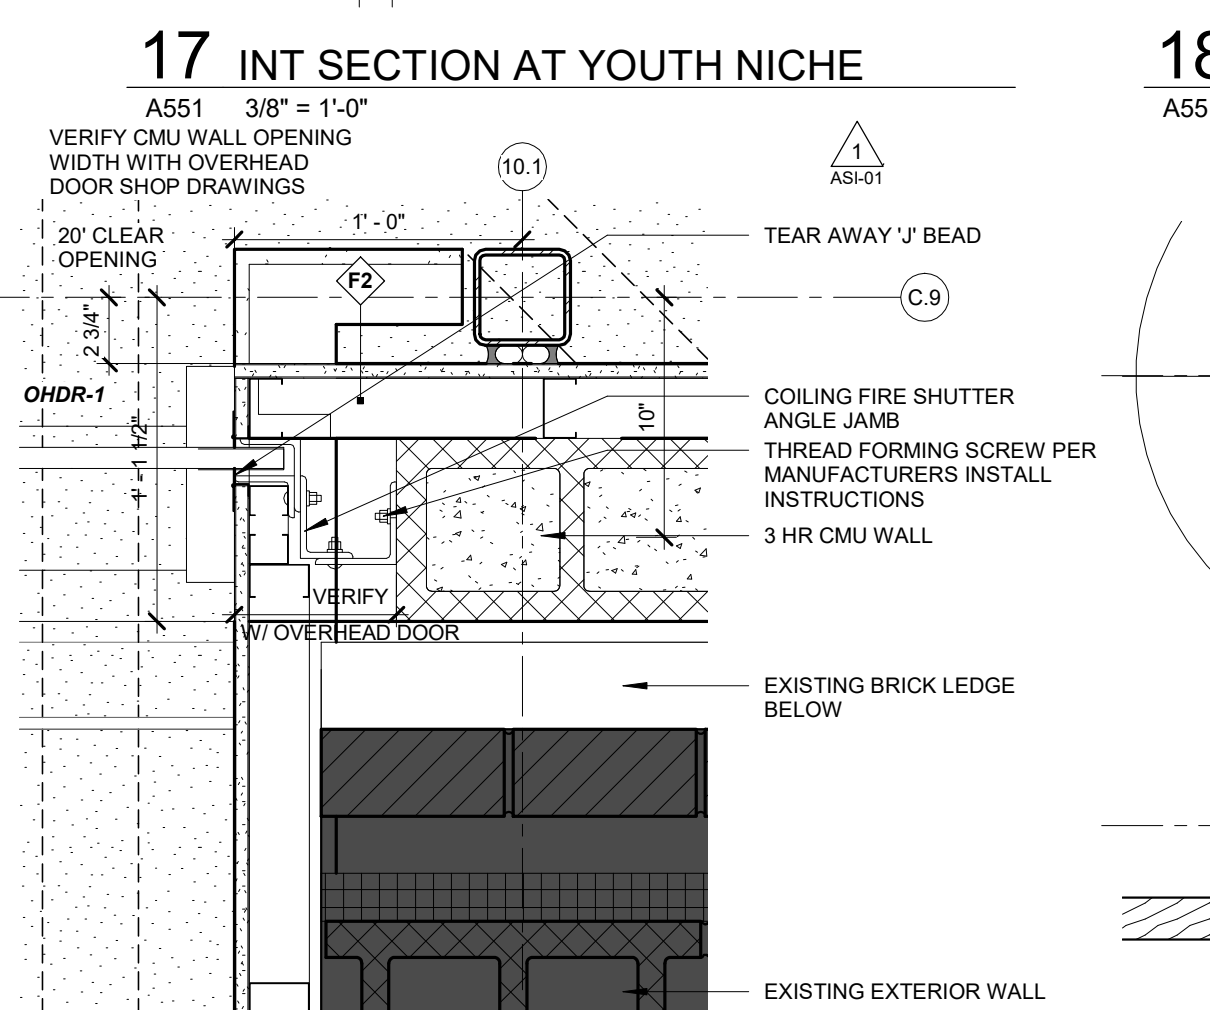 17 INT SECTION AT YOUTH NICHE
A551 3/8" = 1'-0"
18
A55
VERIFY CMU WALL OPENING
WIDTH WITH OVERHEAD
DOOR SHOP DRAWINGS
10.1
1
ASI-01
1' - 0"
20' CLEAR
OPENING
TEAR AWAY 'J' BEAD
F2
C.9
2 3/4"
OHDR-1
4' - 1 1/2"
10"
COILING FIRE SHUTTER
ANGLE JAMB
THREAD FORMING SCREW PER
MANUFACTURERS INSTALL
INSTRUCTIONS
3 HR CMU WALL
VERIFY
W/ OVERHEAD DOOR
EXISTING BRICK LEDGE
BELOW
EXISTING EXTERIOR WALL